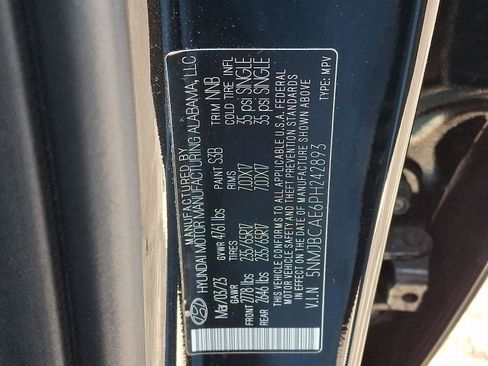 MANUFACTURED BY
HYUNDAI MOTOR MANUFACTURING ALABAMA, LLC
Mar/03/23 GVWR 4761 lbs PAINT S3B TRIM NNB
GAWR TIRES RIMS COLD TIRE INFL
FRONT 2778 lbs 235/65R17 7.0JX17 35 psi SINGLE
REAR 2646 lbs 235/65R17 7.0JX17 35 psi SINGLE
THIS VEHICLE CONFORMS TO ALL APPLICABLE U.S.A. FEDERAL
MOTOR VEHICLE SAFETY AND THEFT PREVENTION STANDARDS
IN EFFECT ON THE DATE OF MANUFACTURE SHOWN ABOVE.
V.I.N 5NMJBCAE6PH242893 TYPE: MPV